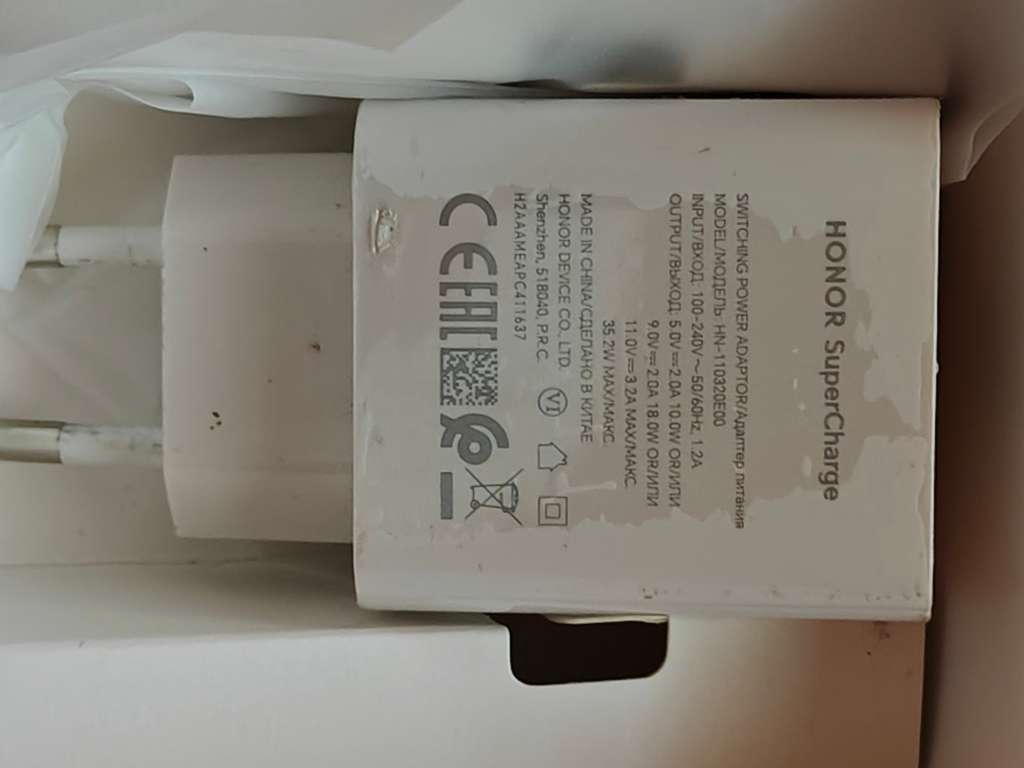 HONOR SuperCharge
SWITCHING POWER ADAPTOR/Адаптер питания
MODEL/МОДЕЛЬ: HN-110320E00
INPUT/ВХОД: 100-240V~50/60Hz, 1.2A
OUTPUT/ВЫХОД: 5.0V⎓2.0A 10.0W OR/ИЛИ
9.0V⎓2.0A 18.0W OR/ИЛИ
11.0V⎓3.2A MAX/МАКС.
35.2W MAX/МАКС.
MADE IN CHINA/СДЕЛАНО В КИТАЕ
HONOR DEVICE CO., LTD.
Shenzhen, 518040, P.R.C.
VI
H2AAAMEAPC411637
CE EAC